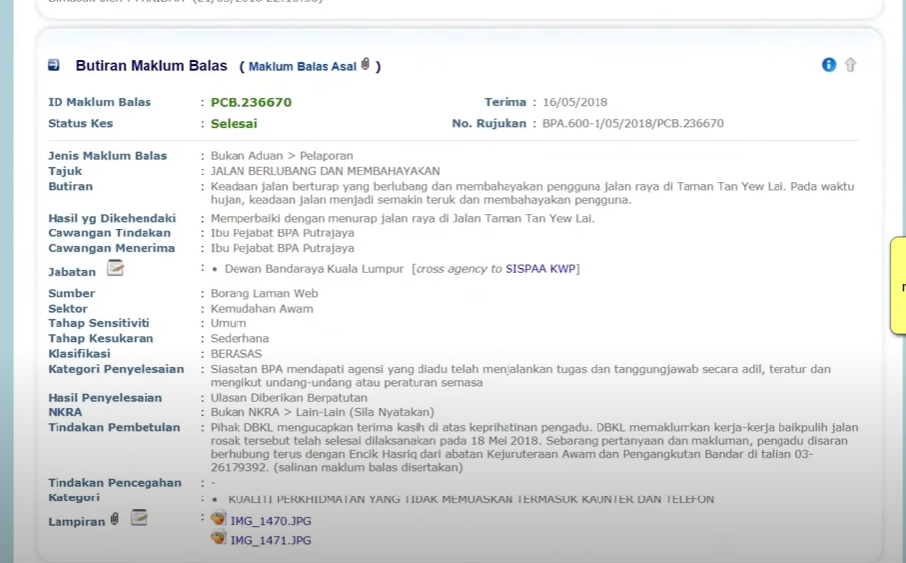 Butiran Maklum Balas ( Maklum Balas Asal )
ID Maklum Balas : PCB.236670 Terima : 16/05/2018
Status Kes : Selesai No. Rujukan : BPA.600-1/05/2018/PCB.236670
Jenis Maklum Balas : Bukan Aduan > Pelaporan
Tajuk : JALAN BERLUBANG DAN MEMBAHAYAKAN
Butiran : Keadaan jalan berturap yang berlubang dan membahayakan pengguna jalan raya di Taman Tan Yew Lai. Pada waktu
hujan, keadaan jalan menjadi semakin teruk dan membahayakan pengguna.
Hasil yg Dikehendaki : Memperbaiki dengan menurap jalan raya di Jalan Taman Tan Yew Lai.
Cawangan Tindakan : Ibu Pejabat BPA Putrajaya
Cawangan Menerima : Ibu Pejabat BPA Putrajaya
Jabatan : • Dewan Bandaraya Kuala Lumpur [cross agency to SISPAA KWP]
Sumber : Borang Laman Web
Sektor : Kemudahan Awam
Tahap Sensitiviti : Umum
Tahap Kesukaran : Sederhana
Klasifikasi : BERASAS
Kategori Penyelesaian : Siasatan BPA mendapati agensi yang diadu telah menjalankan tugas dan tanggungjawab secara adil, teratur dan
mengikut undang-undang atau peraturan semasa
Hasil Penyelesaian : Ulasan Diberikan Berpatutan
NKRA : Bukan NKRA > Lain-Lain (Sila Nyatakan)
Tindakan Pembetulan : Pihak DBKL mengucapkan terima kasih di atas keprihatinan pengadu. DBKL memaklumkan kerja-kerja baikpulih jalan
rosak tersebut telah selesai dilaksanakan pada 18 Mei 2018. Sebarang pertanyaan dan makluman, pengadu disaran
berhubung terus dengan Encik Hasriq dari abatan Kejuruteraan Awam dan Pengangkutan Bandar di talian 03-
26179392. (salinan maklum balas disertakan)
Tindakan Pencegahan : -
Kategori : • KUALITI PERKHIDMATAN YANG TIDAK MEMUASKAN TERMASUK KAUNTER DAN TELEFON
Lampiran : IMG_1470.JPG
IMG_1471.JPG